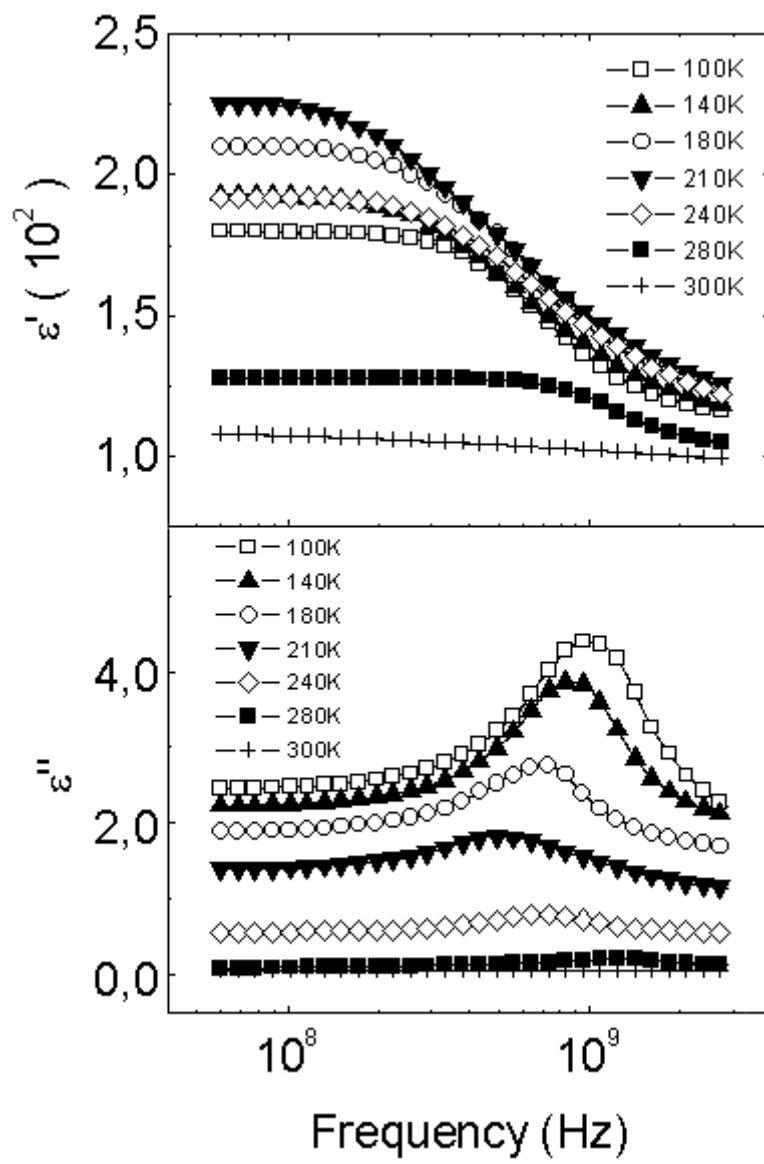 2,5
2,0
1,5
1,0
ε' ( 10²)
100K
140K
180K
210K
240K
280K
300K
100K
140K
180K
210K
240K
280K
300K
4,0
2,0
0,0
ε"
10⁸
10⁹
Frequency (Hz)